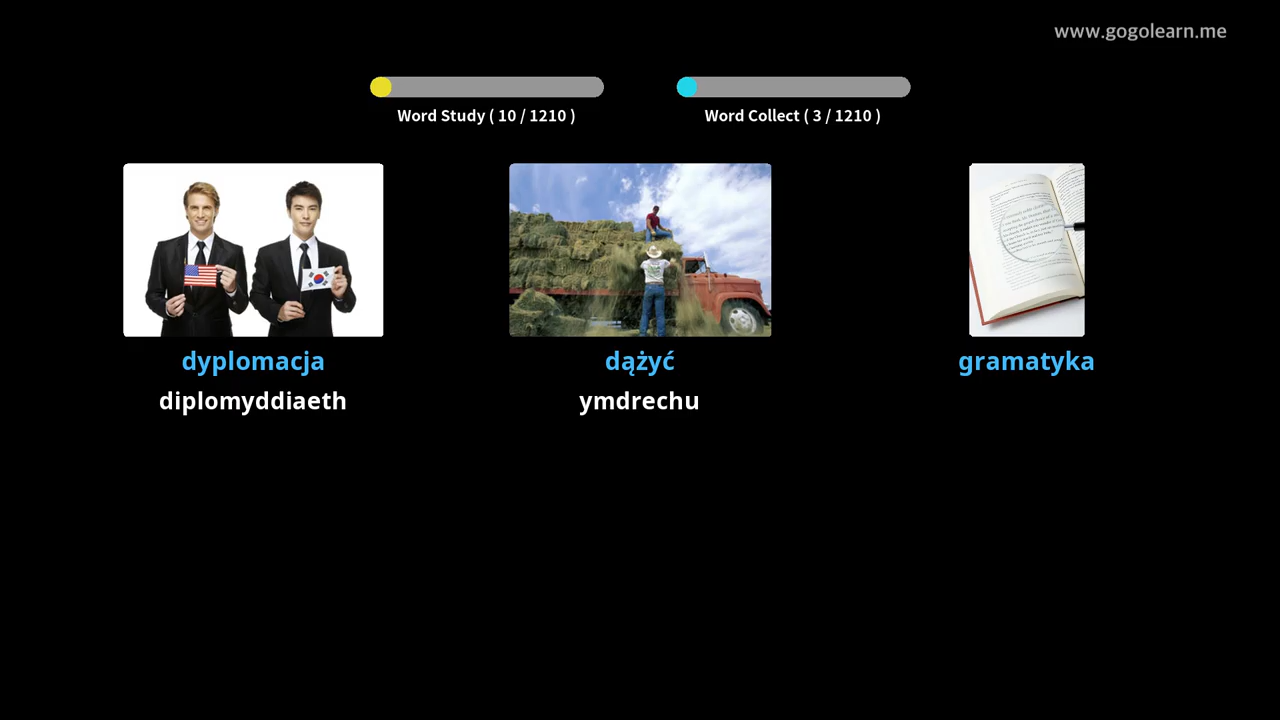 www.gogolearn.me
Word Study ( 10 / 1210 )
Word Collect ( 3 / 1210 )
dyplomacja
dążyć
gramatyka
diplomyddiaeth
ymdrechu